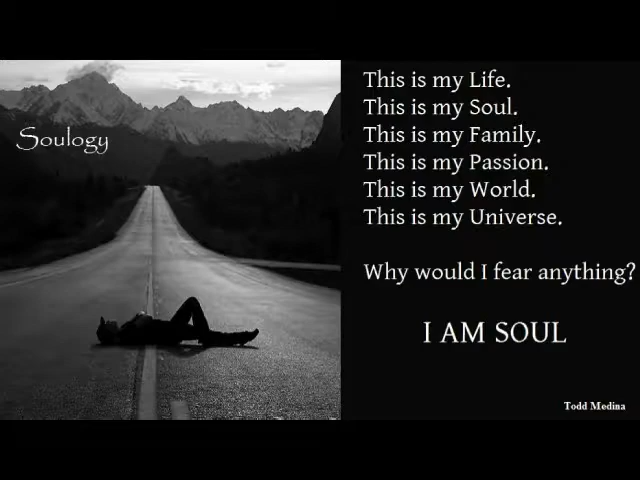 Soulogy
This is my Life.
This is my Soul.
This is my Family.
This is my Passion.
This is my World.
This is my Universe.
Why would I fear anything?
I AM SOUL
Todd Medina